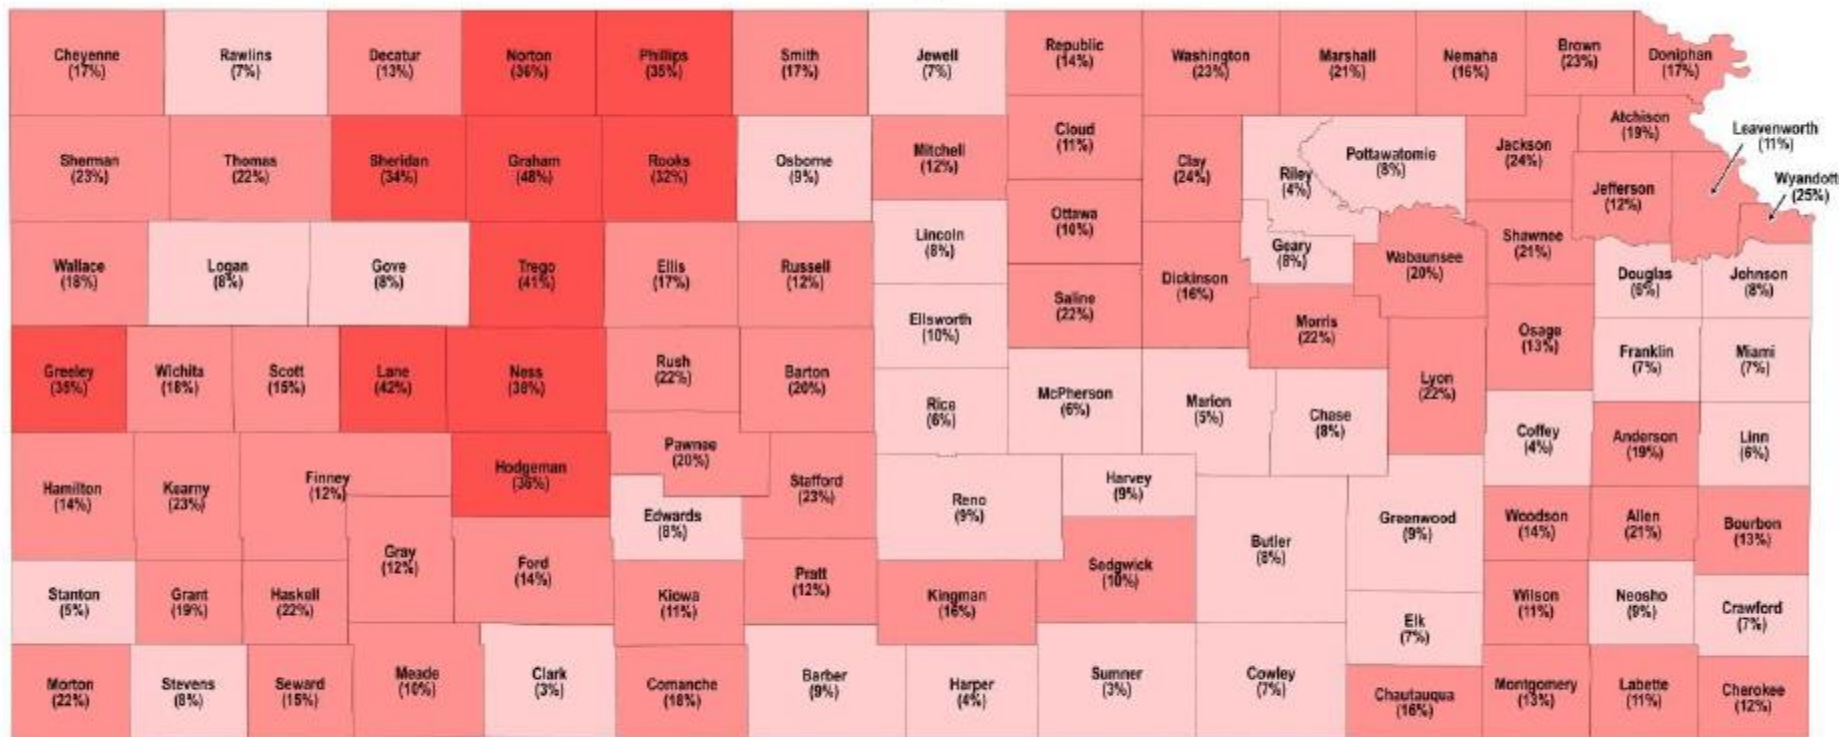 Cheyenne
(17%)
Rawlins
(7%)
Decatur
(13%)
Norton
(36%)
Phillips
(35%)
Smith
(17%)
Jewell
(7%)
Republic
(14%)
Washington
(23%)
Marshall
(21%)
Nemaha
(16%)
Brown
(23%)
Doniphan
(17%)
Sherman
(23%)
Thomas
(22%)
Sheridan
(34%)
Graham
(48%)
Rooks
(32%)
Osborne
(9%)
Mitchell
(12%)
Cloud
(11%)
Clay
(24%)
Riley
(4%)
Pottawatomie
(8%)
Jackson
(24%)
Atchison
(19%)
Leavenworth
(11%)
Jefferson
(12%)
Wyandott
(25%)
Wallace
(18%)
Logan
(8%)
Gove
(8%)
Trego
(41%)
Ellis
(17%)
Russell
(12%)
Lincoln
(8%)
Ottawa
(10%)
Dickinson
(16%)
Geary
(8%)
Wabaunsee
(20%)
Shawnee
(21%)
Douglas
Johnson
(8%)
Ellsworth
(10%)
Saline
(22%)
Morris
(22%)
Osage
(13%)
Franklin
(7%)
Miami
(7%)
Greeley
(35%)
Wichita
(18%)
Scott
(15%)
Lane
(42%)
Ness
(38%)
Rush
(22%)
Barton
(20%)
Rice
(6%)
McPherson
(6%)
Marion
(5%)
Chase
(8%)
Lyon
(22%)
Coffey
(4%)
Anderson
(19%)
Linn
(6%)
Hamilton
(14%)
Kearny
(23%)
Finney
(12%)
Hodgeman
(36%)
Pawnee
(20%)
Stafford
(23%)
Edwards
(8%)
Reno
(9%)
Harvey
(9%)
Butler
(8%)
Greenwood
(9%)
Woodson
(14%)
Allen
(21%)
Bourbon
(13%)
Gray
(12%)
Ford
(14%)
Stanton
(5%)
Grant
(19%)
Haskell
(22%)
Kiowa
(11%)
Pratt
(12%)
Kingman
(16%)
Sedgwick
(10%)
Elk
(7%)
Wilson
(11%)
Neosho
(9%)
Crawford
(7%)
Morton
(22%)
Stevens
(8%)
Seward
(15%)
Meade
(10%)
Clark
(3%)
Comanche
(18%)
Barber
(9%)
Harper
(4%)
Sumner
(3%)
Cowley
(7%)
Chautauqua
(16%)
Montgomery
(13%)
Labette
(11%)
Cherokee
(12%)